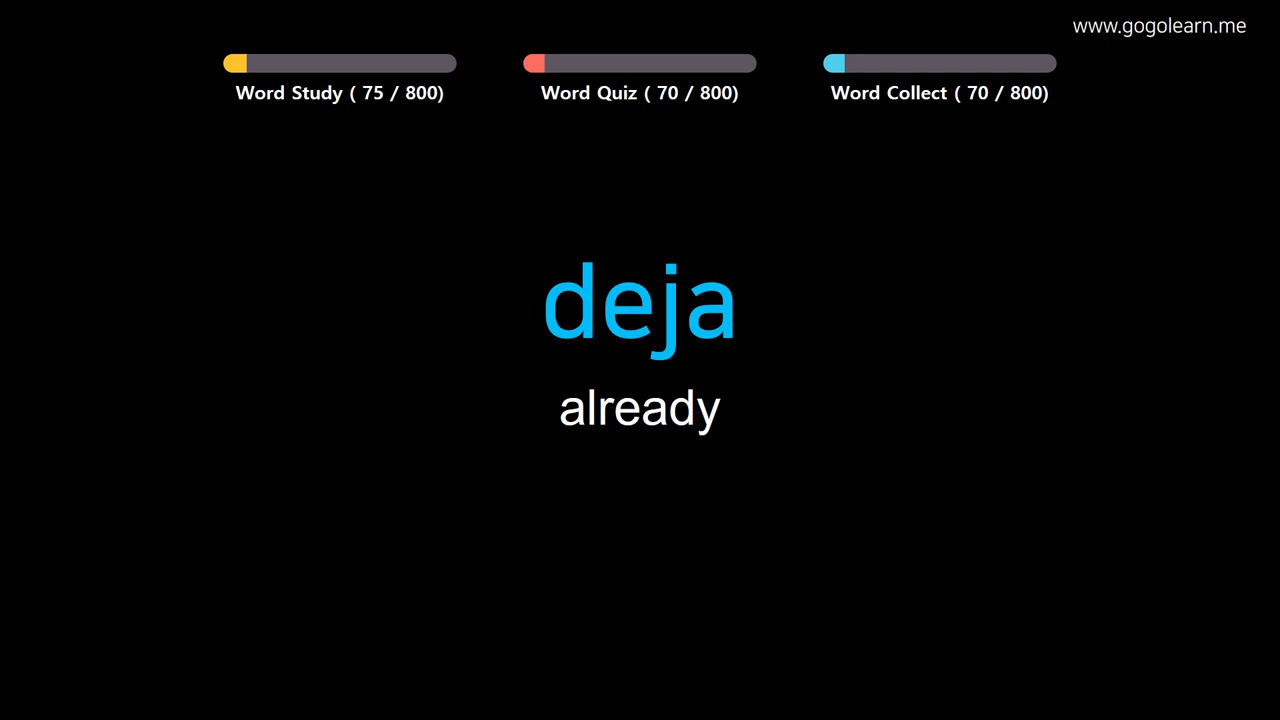 www.gogolearn.me
Word Study ( 75 / 800)
Word Quiz ( 70 / 800)
Word Collect ( 70 / 800)
deja
already